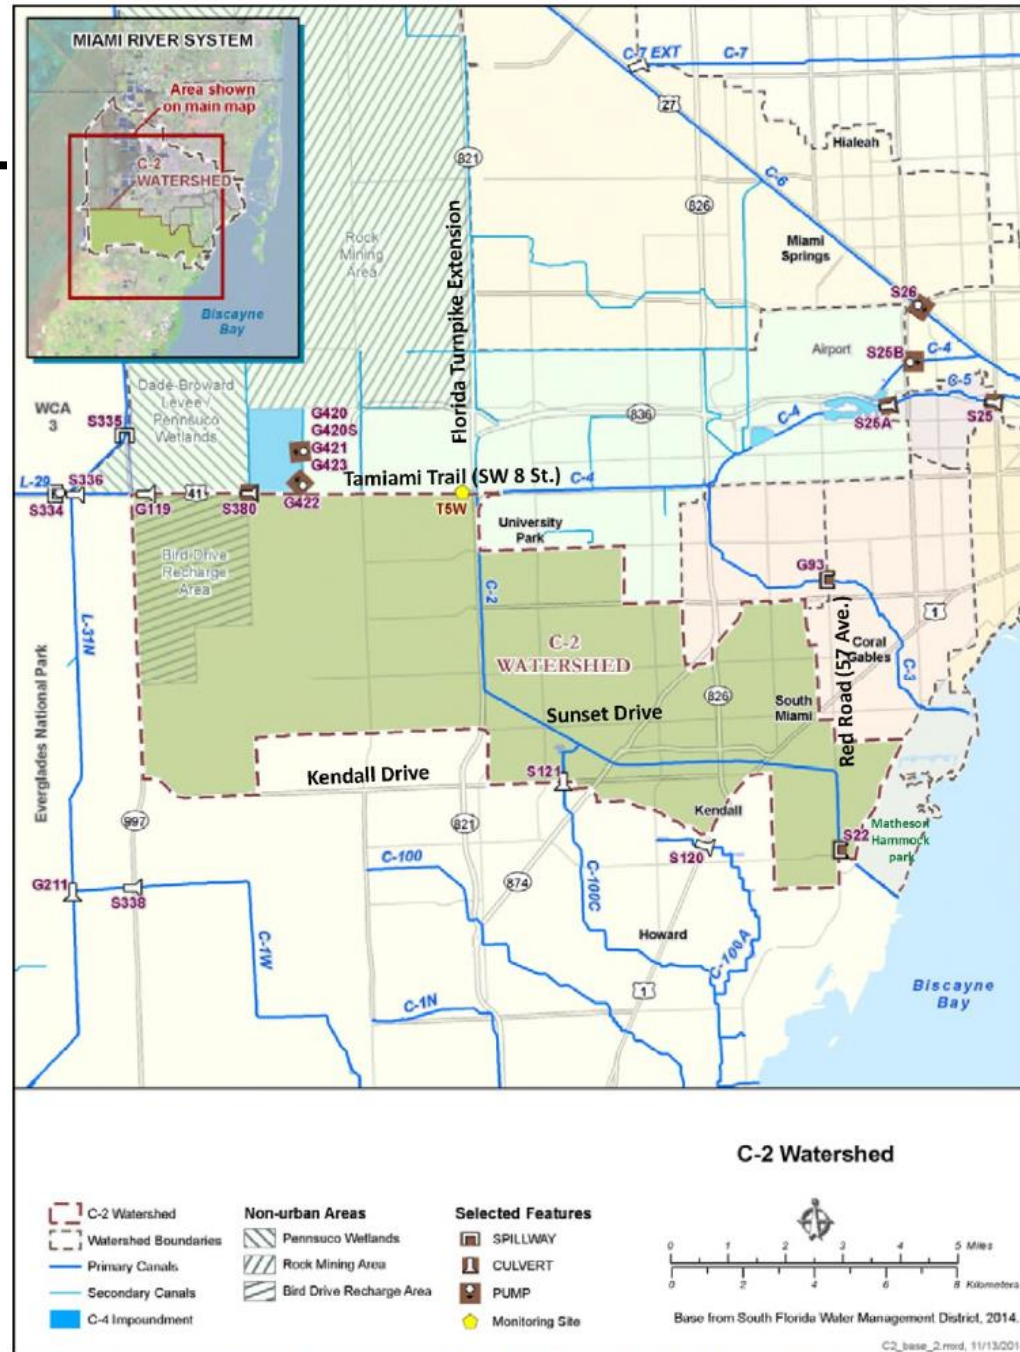 MIAMI RIVER SYSTEM
Area shown
on main map
C-2
WATERSHED
Biscayne
Bay
C-7 EXT
C-7
27
Hialeah
821
C-6
826
Rock
Mining
Area
Florida Turnpike Extension
Miami
Springs
S26
Airport
S25B
C-4
C-5
WCA
3
Dade-Broward
Levee /
Pennsuco
Wetlands
S335
G420
G420S
G421
G423
836
C-4
S25A
S25
L-29
S336
Tamiami Trail (SW 8 St.)
C-4
S334
G119
41
S380
G422
T5W
University
Park
Bird Drive
Recharge
Area
G93
C-2
1
L-31N
C-2
WATERSHED
Red Road (57 Ave.)
Coral
Gables
C-3
Everglades National Park
826
South
Miami
Sunset Drive
Kendall Drive
S121
Kendall
997
821
S22
Matheson
Hammock
park
S120
C-100
874
C-100C
G211
S338
C-1W
Howard
C-100A
1
C-1N
Biscayne
Bay
C-2 Watershed
C-2 Watershed
Watershed Boundaries
Primary Canals
Secondary Canals
C-4 Impoundment
Non-urban Areas
Pennsuco Wetlands
Rock Mining Area
Bird Drive Recharge Area
Selected Features
SPILLWAY
CULVERT
PUMP
Monitoring Site
0 1 2 3 4 5 Miles
0 2 4 6 8 Kilometers
Base from South Florida Water Management District, 2014.
C2_base_2.mxd, 11/13/201